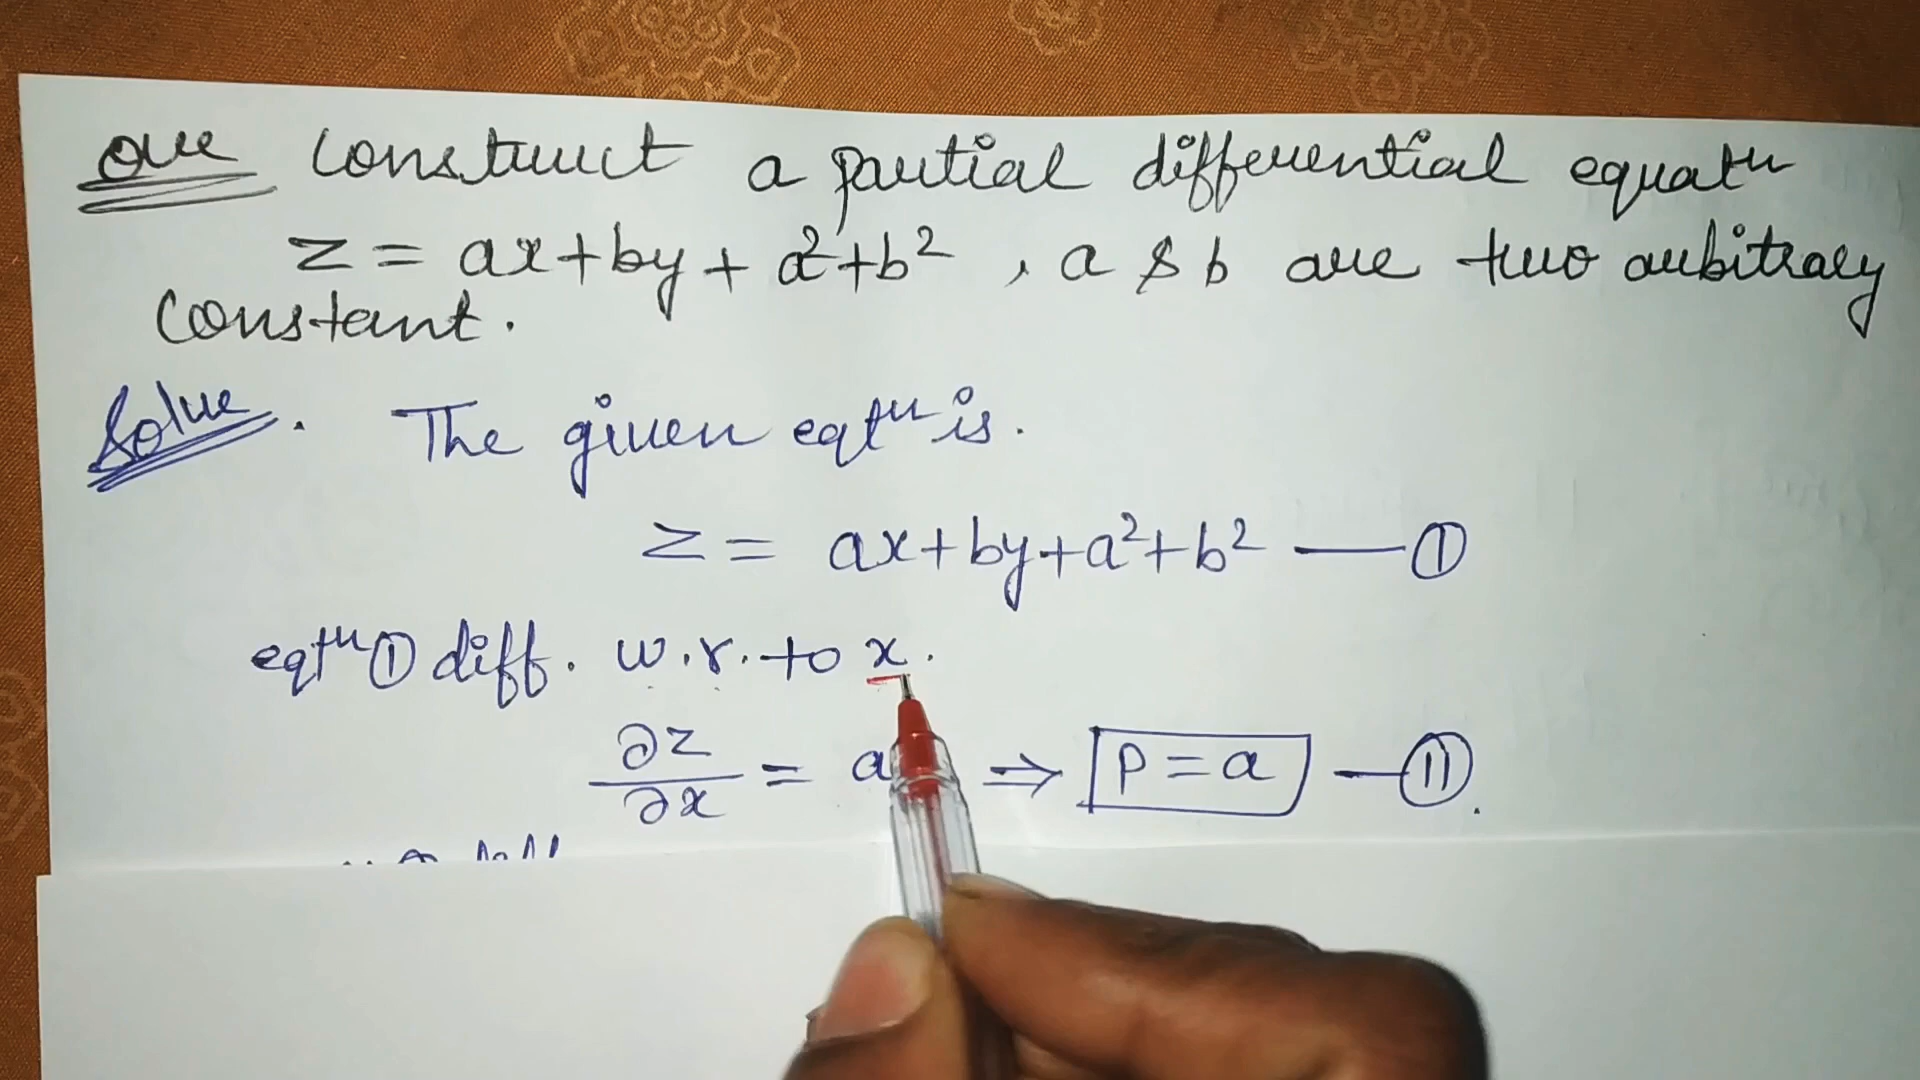 Que Construct a partial differential equatn
z = ax+by+a²+b² , a & b are two arbitrary
Constant.
Solue. The given eqtn is.
z = ax+by+a²+b² — ①
eqtn ① diff. w.r. to x.
∂z/∂x = a ⇒ P = a — ⑪.